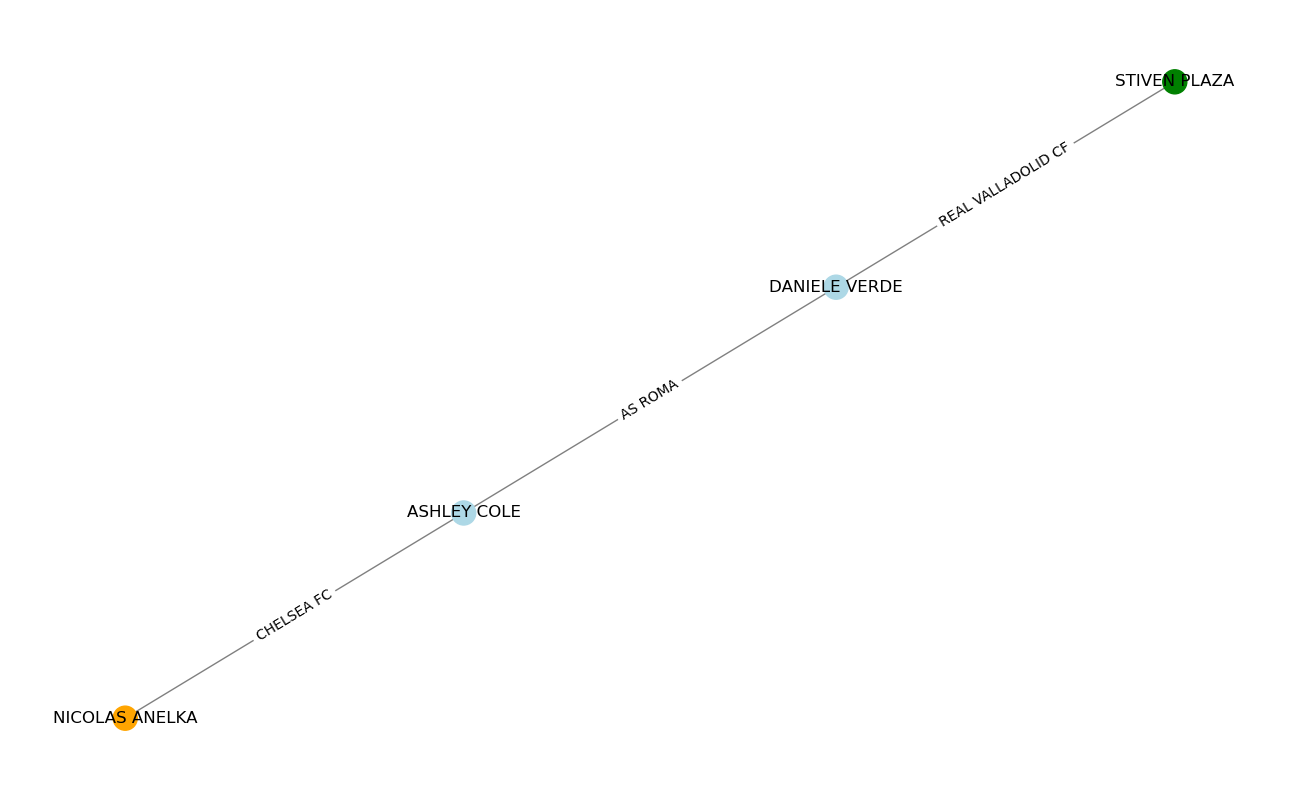 STIVEN PLAZA
REAL VALLADOLID CF
DANIELE VERDE
AS ROMA
ASHLEY COLE
CHELSEA FC
NICOLAS ANELKA